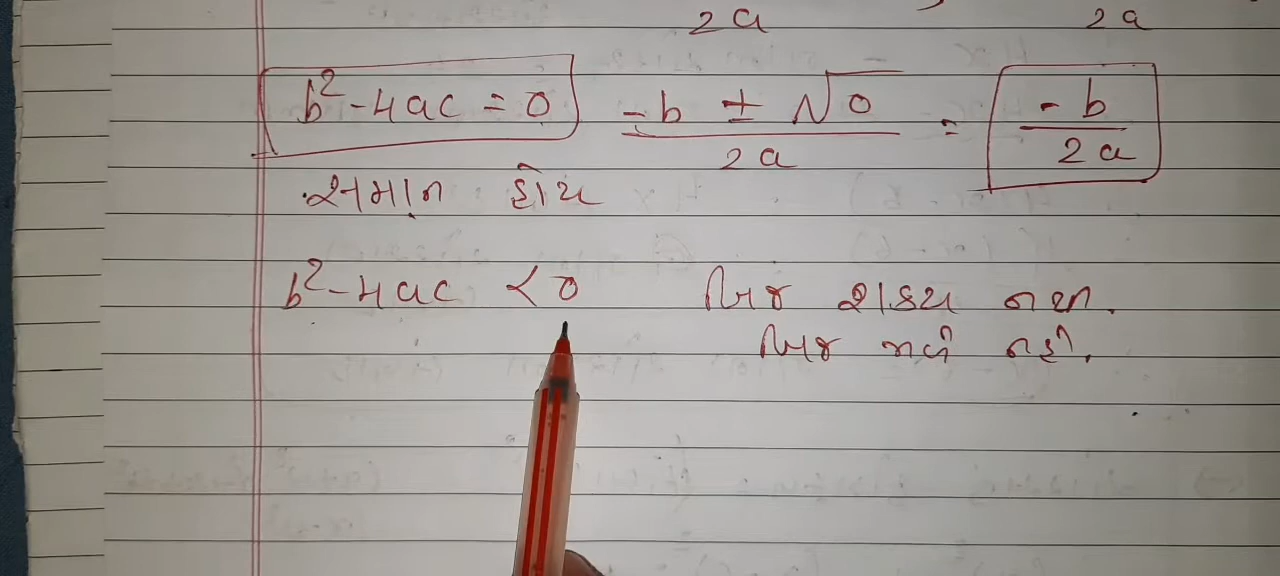 2a 2a
b² - 4ac = 0 -b ± √0 / 2a = -b / 2a
સમાન હોય
b² - 4ac < 0 બીજ શક્ય નથી.
બીજ મળે નહીં.